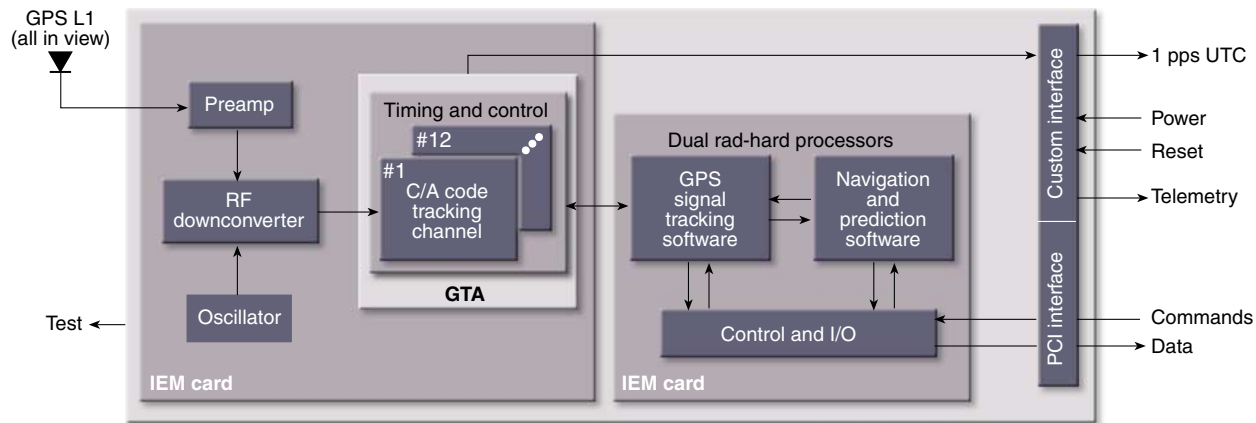 GPS L1
(all in view)
Preamp
RF
downconverter
Oscillator
Test
IEM card
Timing and control
#12
#1
C/A code
tracking
channel
GTA
Dual rad-hard processors
GPS
signal
tracking
software
Navigation
and
prediction
software
Control and I/O
IEM card
Custom interface
PCI interface
1 pps UTC
Power
Reset
Telemetry
Commands
Data